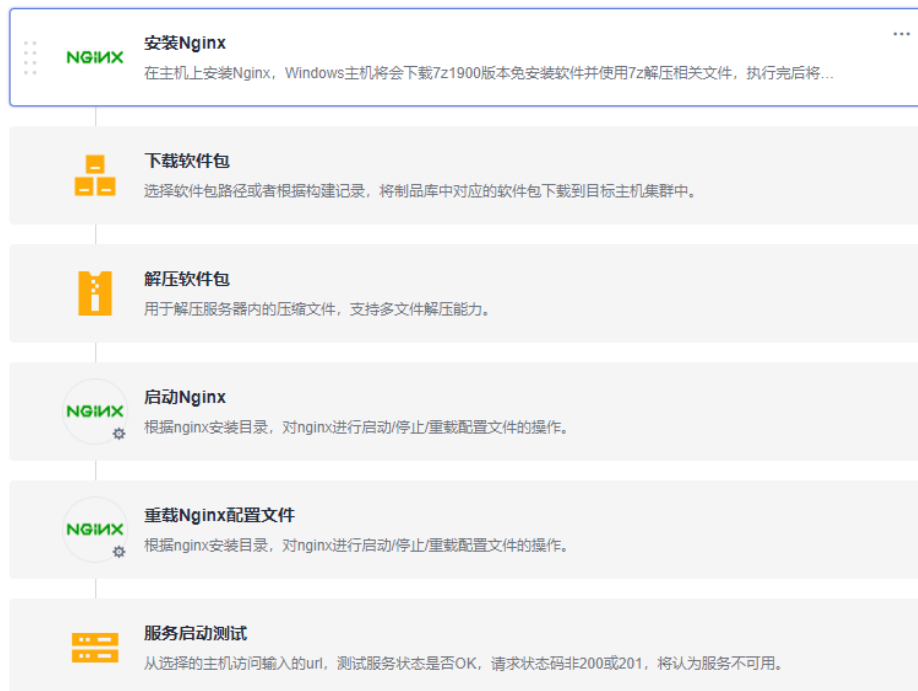 NGINX
安装Nginx
...
在主机上安装Nginx，Windows主机将会下载7z1900版本免安装软件并使用7z解压相关文件，执行完后将...
下载软件包
选择软件包路径或者根据构建记录，将制品库中对应的软件包下载到目标主机集群中。
解压软件包
用于解压服务器内的压缩文件，支持多文件解压能力。
NGINX
启动Nginx
根据nginx安装目录，对nginx进行启动/停止/重载配置文件的操作。
NGINX
重载Nginx配置文件
根据nginx安装目录，对nginx进行启动/停止/重载配置文件的操作。
服务启动测试
从选择的主机访问输入的url，测试服务状态是否OK，请求状态码非200或201，将认为服务不可用。